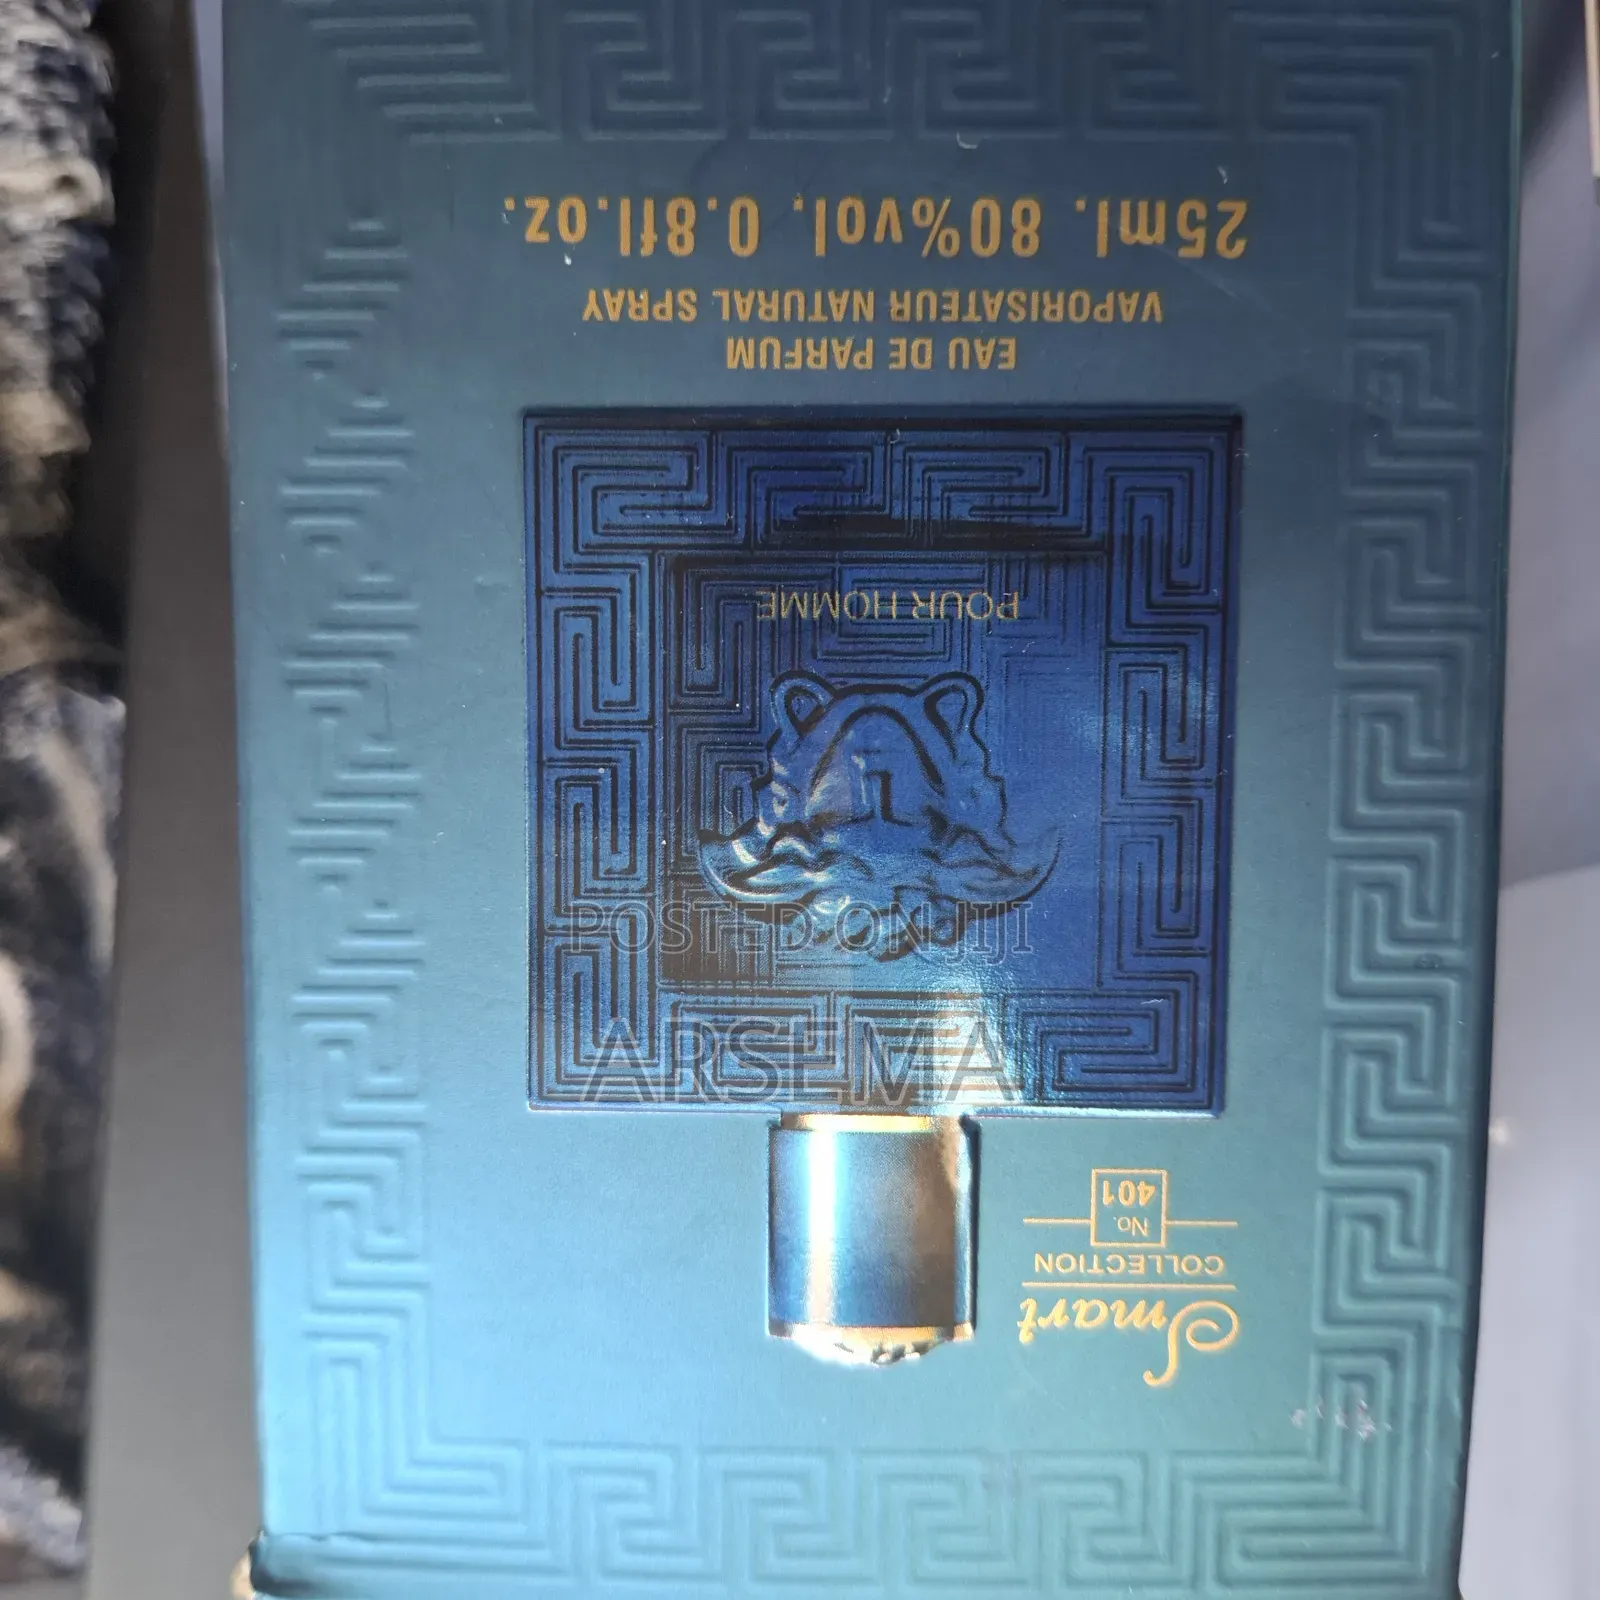 Smart
COLLECTION
No.
401
POUR HOMME
EAU DE PARFUM
VAPORISATEUR NATURAL SPRAY
25ml. 80%vol. 0.8fl.oz.
POSTED ON JIJI
ARSEMA